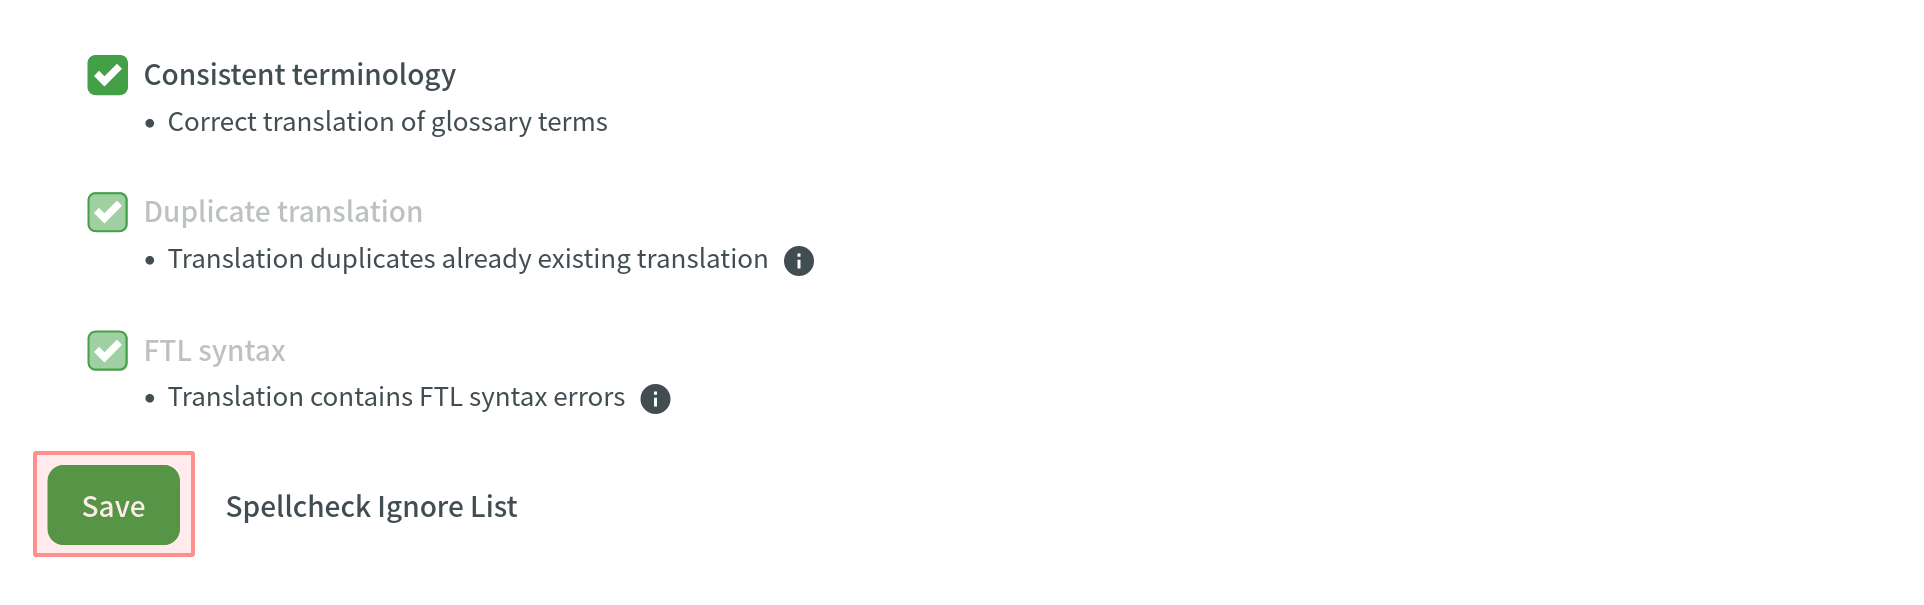 Consistent terminology
• Correct translation of glossary terms
Duplicate translation
• Translation duplicates already existing translation
FTL syntax
• Translation contains FTL syntax errors
Save
Spellcheck Ignore List